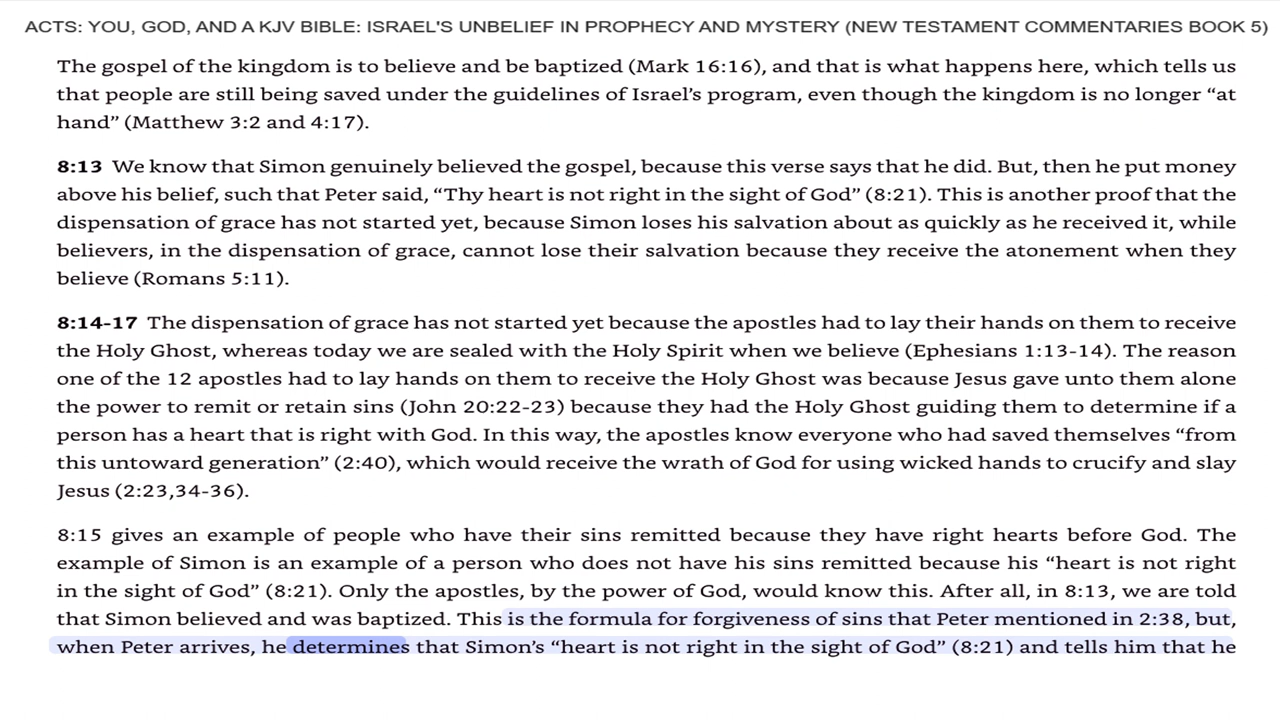 ACTS: YOU, GOD, AND A KJV BIBLE: ISRAEL'S UNBELIEF IN PROPHECY AND MYSTERY (NEW TESTAMENT COMMENTARIES BOOK 5)
The gospel of the kingdom is to believe and be baptized (Mark 16:16), and that is what happens here, which tells us
that people are still being saved under the guidelines of Israel’s program, even though the kingdom is no longer “at
hand” (Matthew 3:2 and 4:17).
8:13 We know that Simon genuinely believed the gospel, because this verse says that he did. But, then he put money
above his belief, such that Peter said, “Thy heart is not right in the sight of God” (8:21). This is another proof that the
dispensation of grace has not started yet, because Simon loses his salvation about as quickly as he received it, while
believers, in the dispensation of grace, cannot lose their salvation because they receive the atonement when they
believe (Romans 5:11).
8:14-17 The dispensation of grace has not started yet because the apostles had to lay their hands on them to receive
the Holy Ghost, whereas today we are sealed with the Holy Spirit when we believe (Ephesians 1:13-14). The reason
one of the 12 apostles had to lay hands on them to receive the Holy Ghost was because Jesus gave unto them alone
the power to remit or retain sins (John 20:22-23) because they had the Holy Ghost guiding them to determine if a
person has a heart that is right with God. In this way, the apostles know everyone who had saved themselves “from
this untoward generation” (2:40), which would receive the wrath of God for using wicked hands to crucify and slay
Jesus (2:23,34-36).
8:15 gives an example of people who have their sins remitted because they have right hearts before God. The
example of Simon is an example of a person who does not have his sins remitted because his “heart is not right
in the sight of God” (8:21). Only the apostles, by the power of God, would know this. After all, in 8:13, we are told
that Simon believed and was baptized. This is the formula for forgiveness of sins that Peter mentioned in 2:38, but,
when Peter arrives, he determines that Simon’s “heart is not right in the sight of God” (8:21) and tells him that he